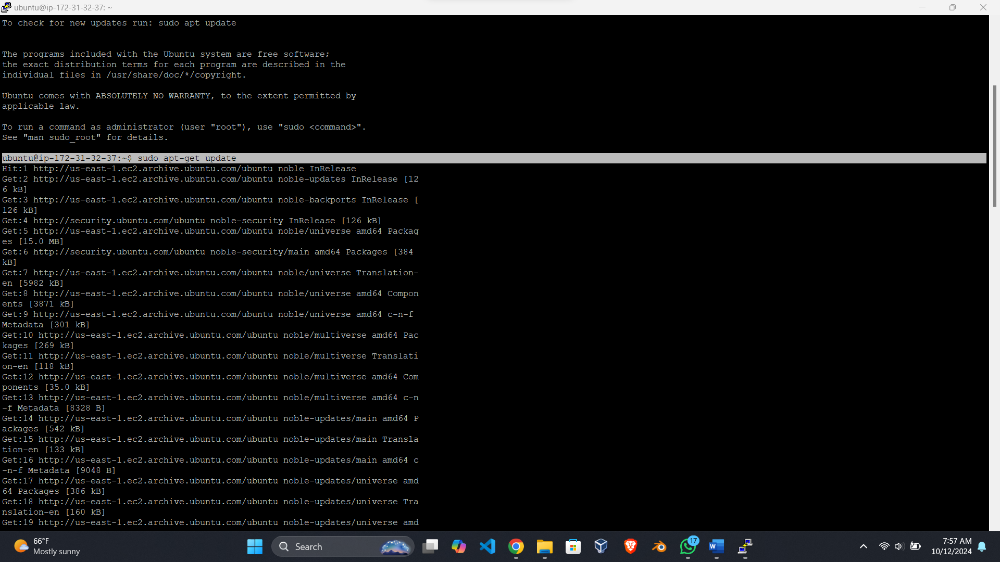 ubuntu@ip-172-31-32-37: ~
To check for new updates run: sudo apt update
The programs included with the Ubuntu system are free software;
the exact distribution terms for each program are described in the
individual files in /usr/share/doc/*/copyright.
Ubuntu comes with ABSOLUTELY NO WARRANTY, to the extent permitted by
applicable law.
To run a command as administrator (user "root"), use "sudo <command>".
See "man sudo_root" for details.
ubuntu@ip-172-31-32-37:~$ sudo apt-get update
Hit:1 http://us-east-1.ec2.archive.ubuntu.com/ubuntu noble InRelease
Get:2 http://us-east-1.ec2.archive.ubuntu.com/ubuntu noble-updates InRelease [12
6 kB]
Get:3 http://us-east-1.ec2.archive.ubuntu.com/ubuntu noble-backports InRelease [
126 kB]
Get:4 http://security.ubuntu.com/ubuntu noble-security InRelease [126 kB]
Get:5 http://us-east-1.ec2.archive.ubuntu.com/ubuntu noble/universe amd64 Packag
es [15.0 MB]
Get:6 http://security.ubuntu.com/ubuntu noble-security/main amd64 Packages [384
kB]
Get:7 http://us-east-1.ec2.archive.ubuntu.com/ubuntu noble/universe Translation-
en [5982 kB]
Get:8 http://us-east-1.ec2.archive.ubuntu.com/ubuntu noble/universe amd64 Compon
ents [3871 kB]
Get:9 http://us-east-1.ec2.archive.ubuntu.com/ubuntu noble/universe amd64 c-n-f
Metadata [301 kB]
Get:10 http://us-east-1.ec2.archive.ubuntu.com/ubuntu noble/multiverse amd64 Pac
kages [269 kB]
Get:11 http://us-east-1.ec2.archive.ubuntu.com/ubuntu noble/multiverse Translati
on-en [118 kB]
Get:12 http://us-east-1.ec2.archive.ubuntu.com/ubuntu noble/multiverse amd64 Com
ponents [35.0 kB]
Get:13 http://us-east-1.ec2.archive.ubuntu.com/ubuntu noble/multiverse amd64 c-n
-f Metadata [8328 B]
Get:14 http://us-east-1.ec2.archive.ubuntu.com/ubuntu noble-updates/main amd64 P
ackages [542 kB]
Get:15 http://us-east-1.ec2.archive.ubuntu.com/ubuntu noble-updates/main Transla
tion-en [133 kB]
Get:16 http://us-east-1.ec2.archive.ubuntu.com/ubuntu noble-updates/main amd64 c
-n-f Metadata [9048 B]
Get:17 http://us-east-1.ec2.archive.ubuntu.com/ubuntu noble-updates/universe amd
64 Packages [386 kB]
Get:18 http://us-east-1.ec2.archive.ubuntu.com/ubuntu noble-updates/universe Tra
nslation-en [160 kB]
Get:19 http://us-east-1.ec2.archive.ubuntu.com/ubuntu noble-updates/universe amd
66°F
Mostly sunny
Search
17
W
7:57 AM
10/12/2024